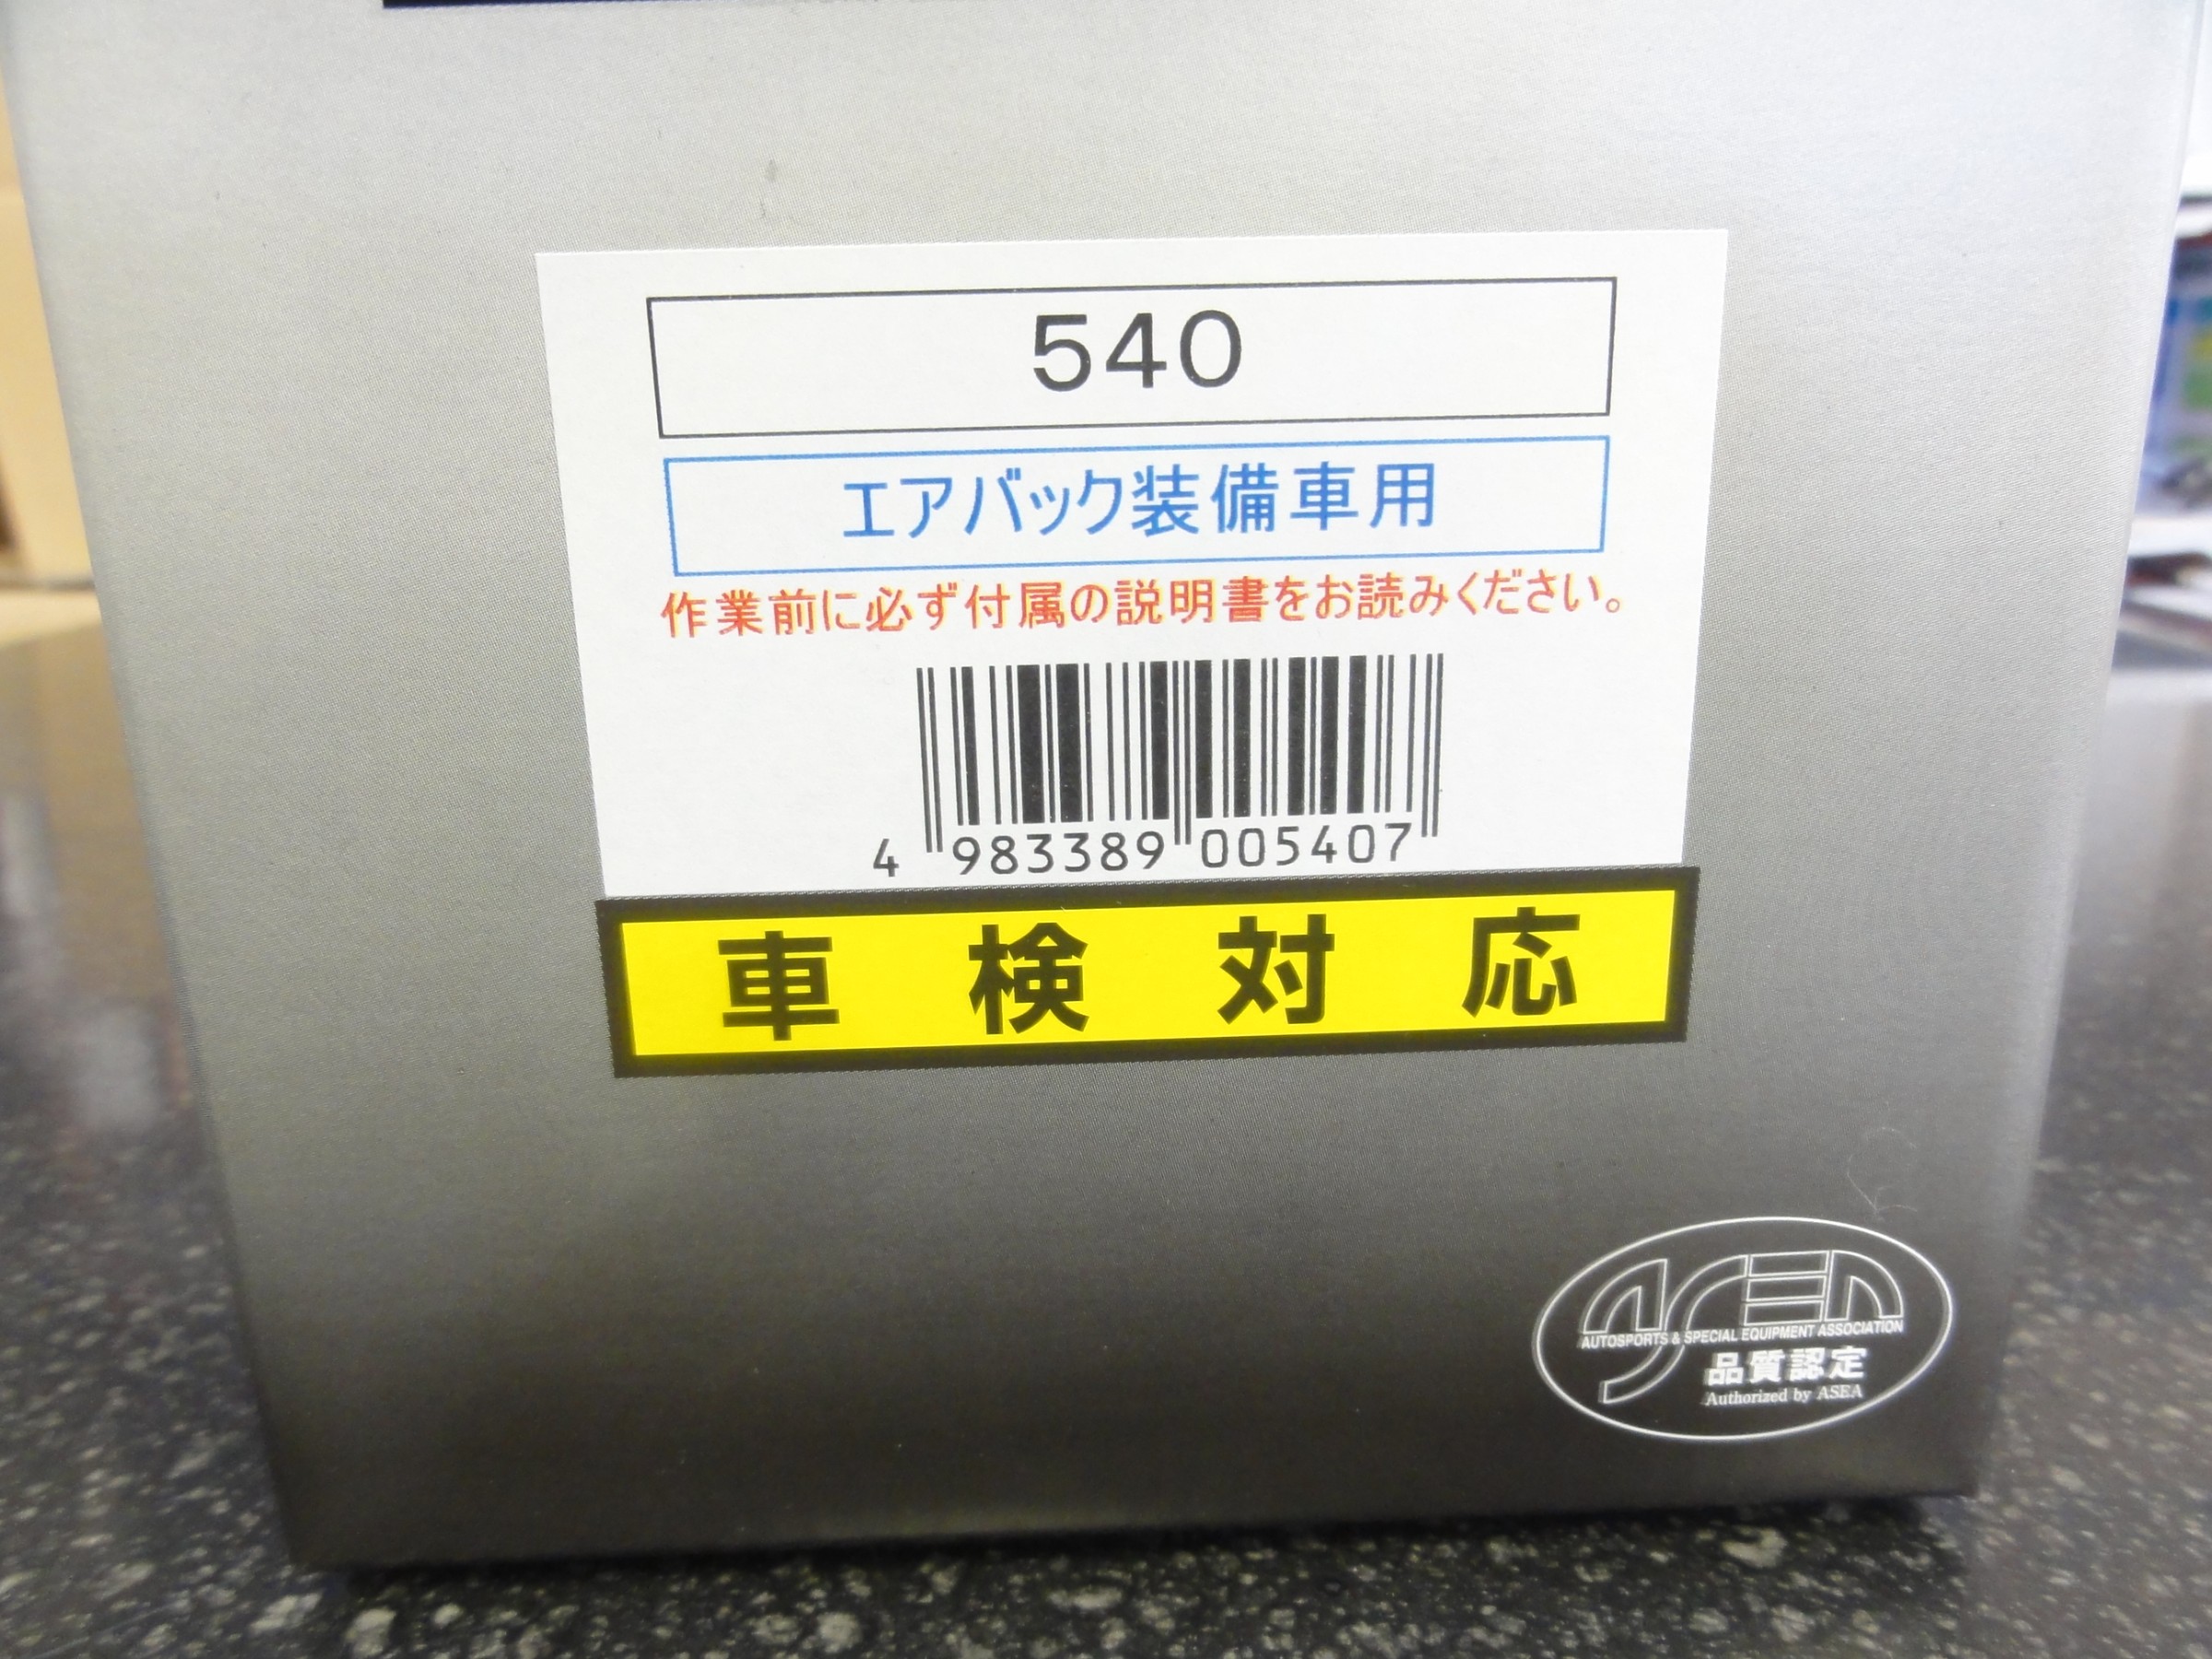 540
エアバック装備車用
作業前に必ず付属の説明書をお読みください。
4 983389 005407
車検対応
ASEA
AUTOSPORTS & SPECIAL EQUIPMENT ASSOCIATION
品質認定
Authorized by ASEA